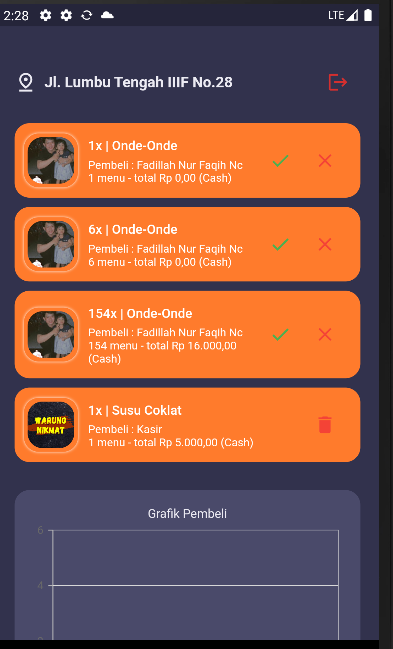 2:28 LTE
Jl. Lumbu Tengah IIIF No.28
1x | Onde-Onde
Pembeli : Fadillah Nur Faqih Nc
1 menu - total Rp 0,00 (Cash)
6x | Onde-Onde
Pembeli : Fadillah Nur Faqih Nc
6 menu - total Rp 0,00 (Cash)
154x | Onde-Onde
Pembeli : Fadillah Nur Faqih Nc
154 menu - total Rp 16.000,00
(Cash)
WARUNG
NIKMAT
1x | Susu Coklat
Pembeli : Kasir
1 menu - total Rp 5.000,00 (Cash)
Grafik Pembeli
6
4